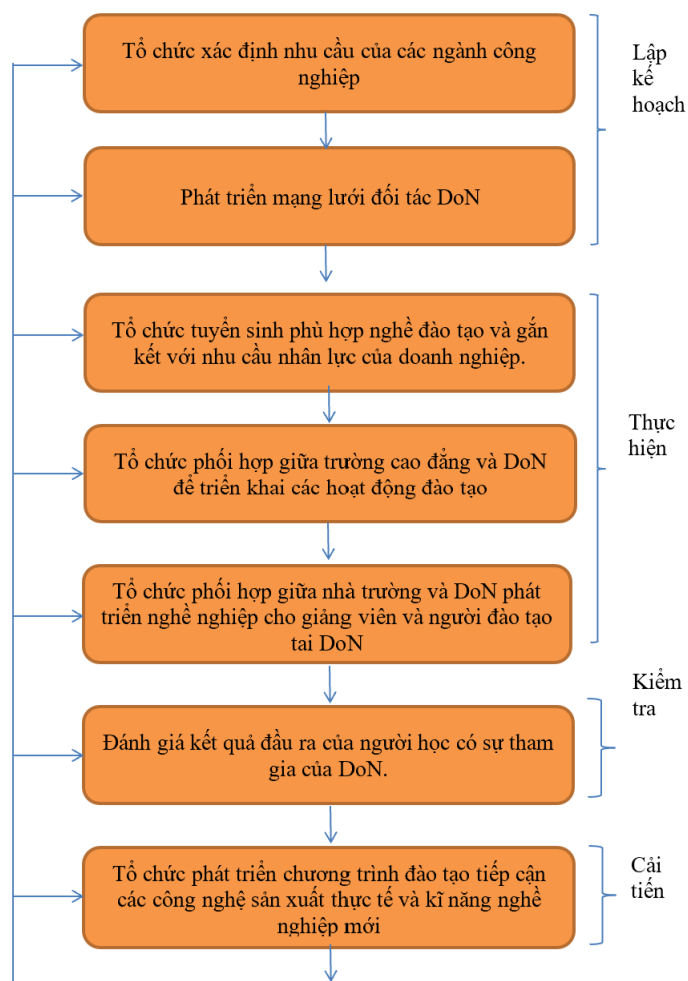 Tổ chức xác định nhu cầu của các ngành công
nghiệp
Lập
kế
hoạch
Phát triển mạng lưới đối tác DoN
Tổ chức tuyển sinh phù hợp nghề đào tạo và gắn
kết với nhu cầu nhân lực của doanh nghiệp.
Thực
hiện
Tổ chức phối hợp giữa trường cao đẳng và DoN
để triển khai các hoạt động đào tạo
Tổ chức phối hợp giữa nhà trường và DoN phát
triển nghề nghiệp cho giảng viên và người đào tạo
tai DoN
Kiểm
tra
Đánh giá kết quả đầu ra của người học có sự tham
gia của DoN.
Cải
tiến
Tổ chức phát triển chương trình đào tạo tiếp cận
các công nghệ sản xuất thực tế và kĩ năng nghề
nghiệp mới